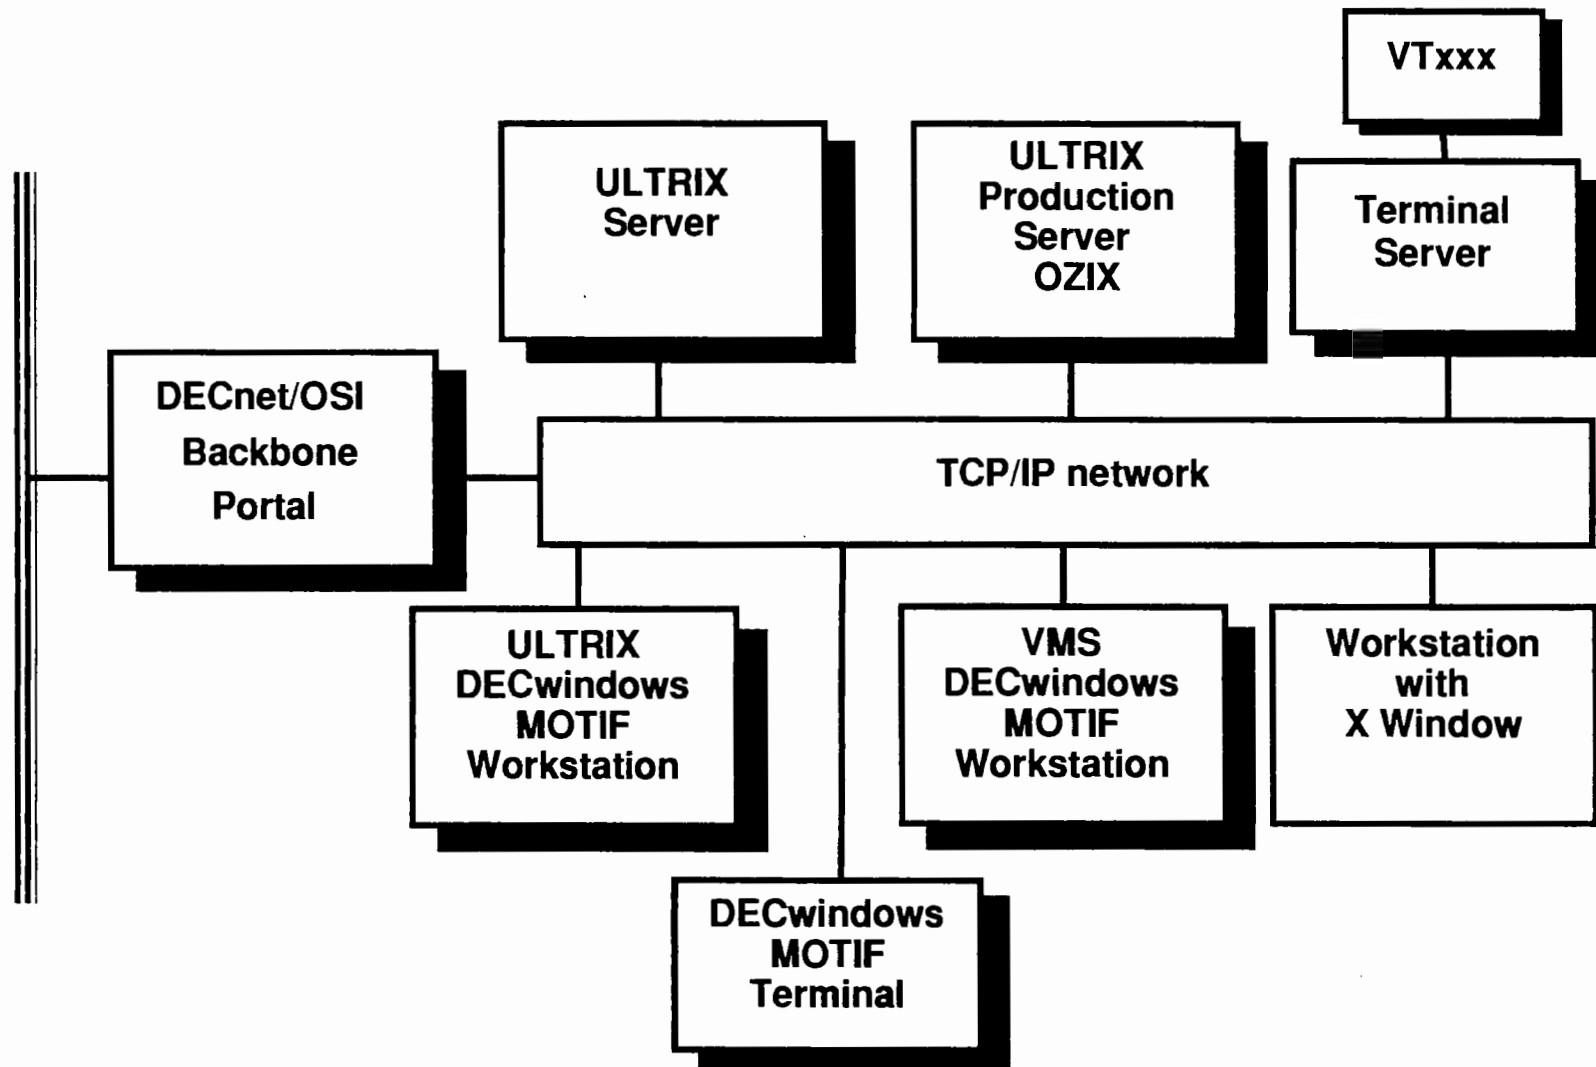 VTxxx
ULTRIX
Server
ULTRIX
Production
Server
OZIX
Terminal
Server
DECnet/OSI
Backbone
Portal
TCP/IP network
ULTRIX
DECwindows
MOTIF
Workstation
VMS
DECwindows
MOTIF
Workstation
Workstation
with
X Window
DECwindows
MOTIF
Terminal